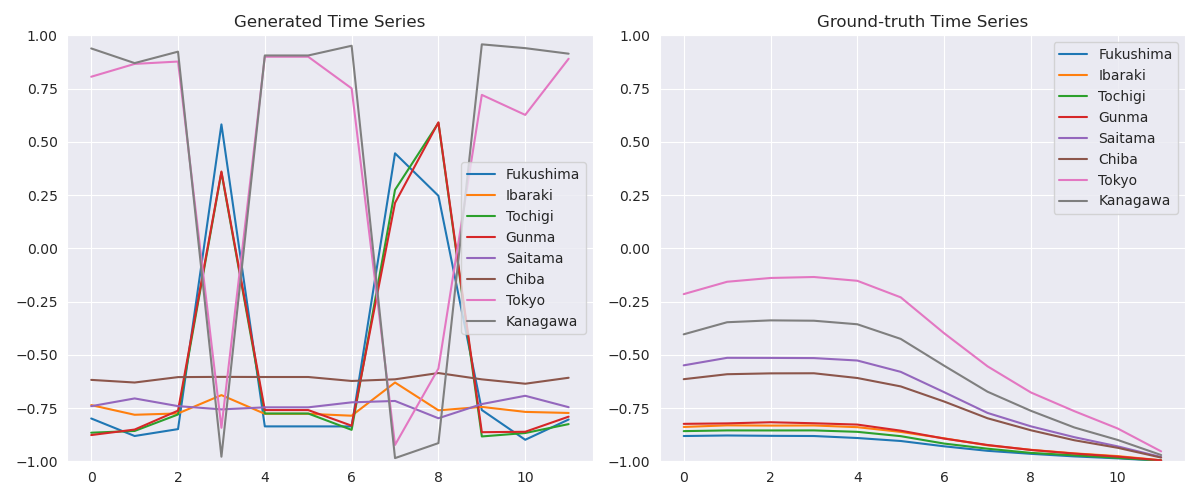 Generated Time Series
1.00
0.75
0.50
0.25
0.00
−0.25
−0.50
−0.75
−1.00
0 2 4 6 8 10
Fukushima
Ibaraki
Tochigi
Gunma
Saitama
Chiba
Tokyo
Kanagawa
Ground-truth Time Series
1.00
0.75
0.50
0.25
0.00
−0.25
−0.50
−0.75
−1.00
0 2 4 6 8 10
Fukushima
Ibaraki
Tochigi
Gunma
Saitama
Chiba
Tokyo
Kanagawa